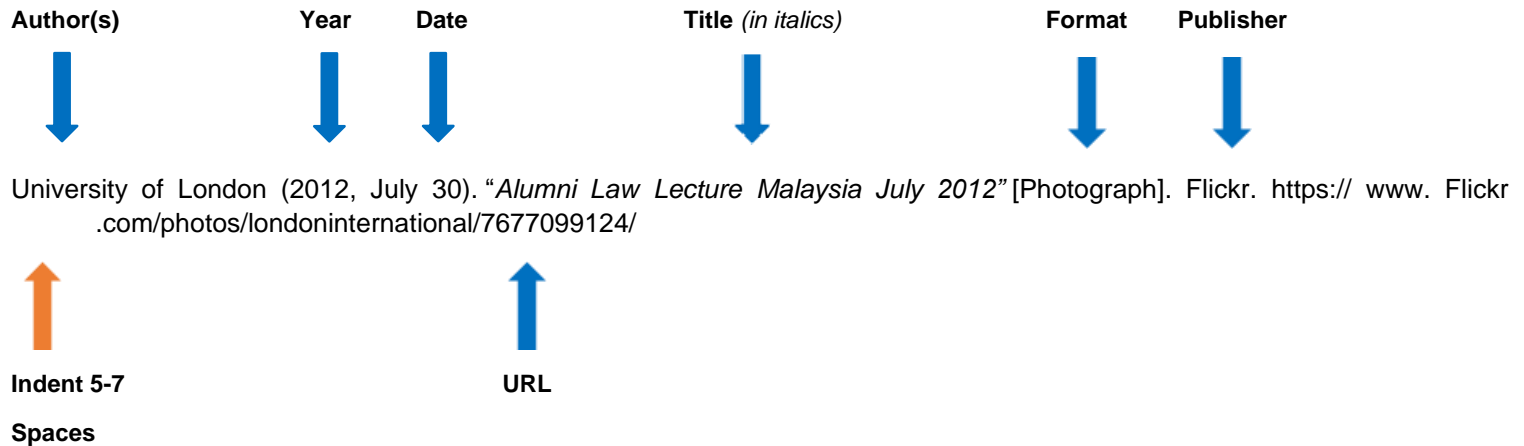 Author(s) Year Date Title (in italics) Format Publisher
University of London (2012, July 30). “Alumni Law Lecture Malaysia July 2012” [Photograph]. Flickr. https:// www. Flickr
.com/photos/londoninternational/7677099124/
Indent 5-7 URL
Spaces